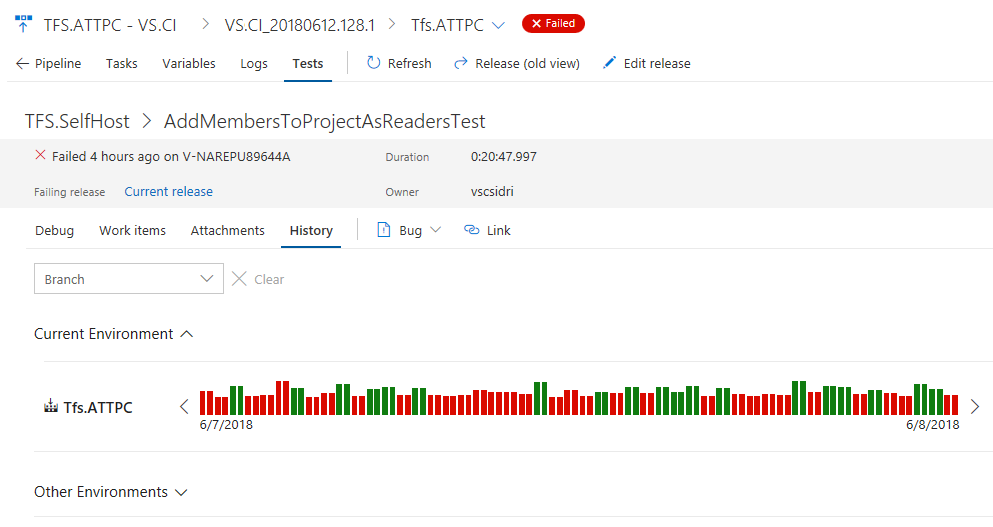 TFS.ATTPC - VS.CI > VS.CI_20180612.128.1 > Tfs.ATTPC Failed
Pipeline Tasks Variables Logs Tests Refresh Release (old view) Edit release
TFS.SelfHost > AddMembersToProjectAsReadersTest
Failed 4 hours ago on V-NAREPU89644A Duration 0:20:47.997
Failing release Current release Owner vscsidri
Debug Work items Attachments History Bug Link
Branch Clear
Current Environment
Tfs.ATTPC
6/7/2018 6/8/2018
Other Environments